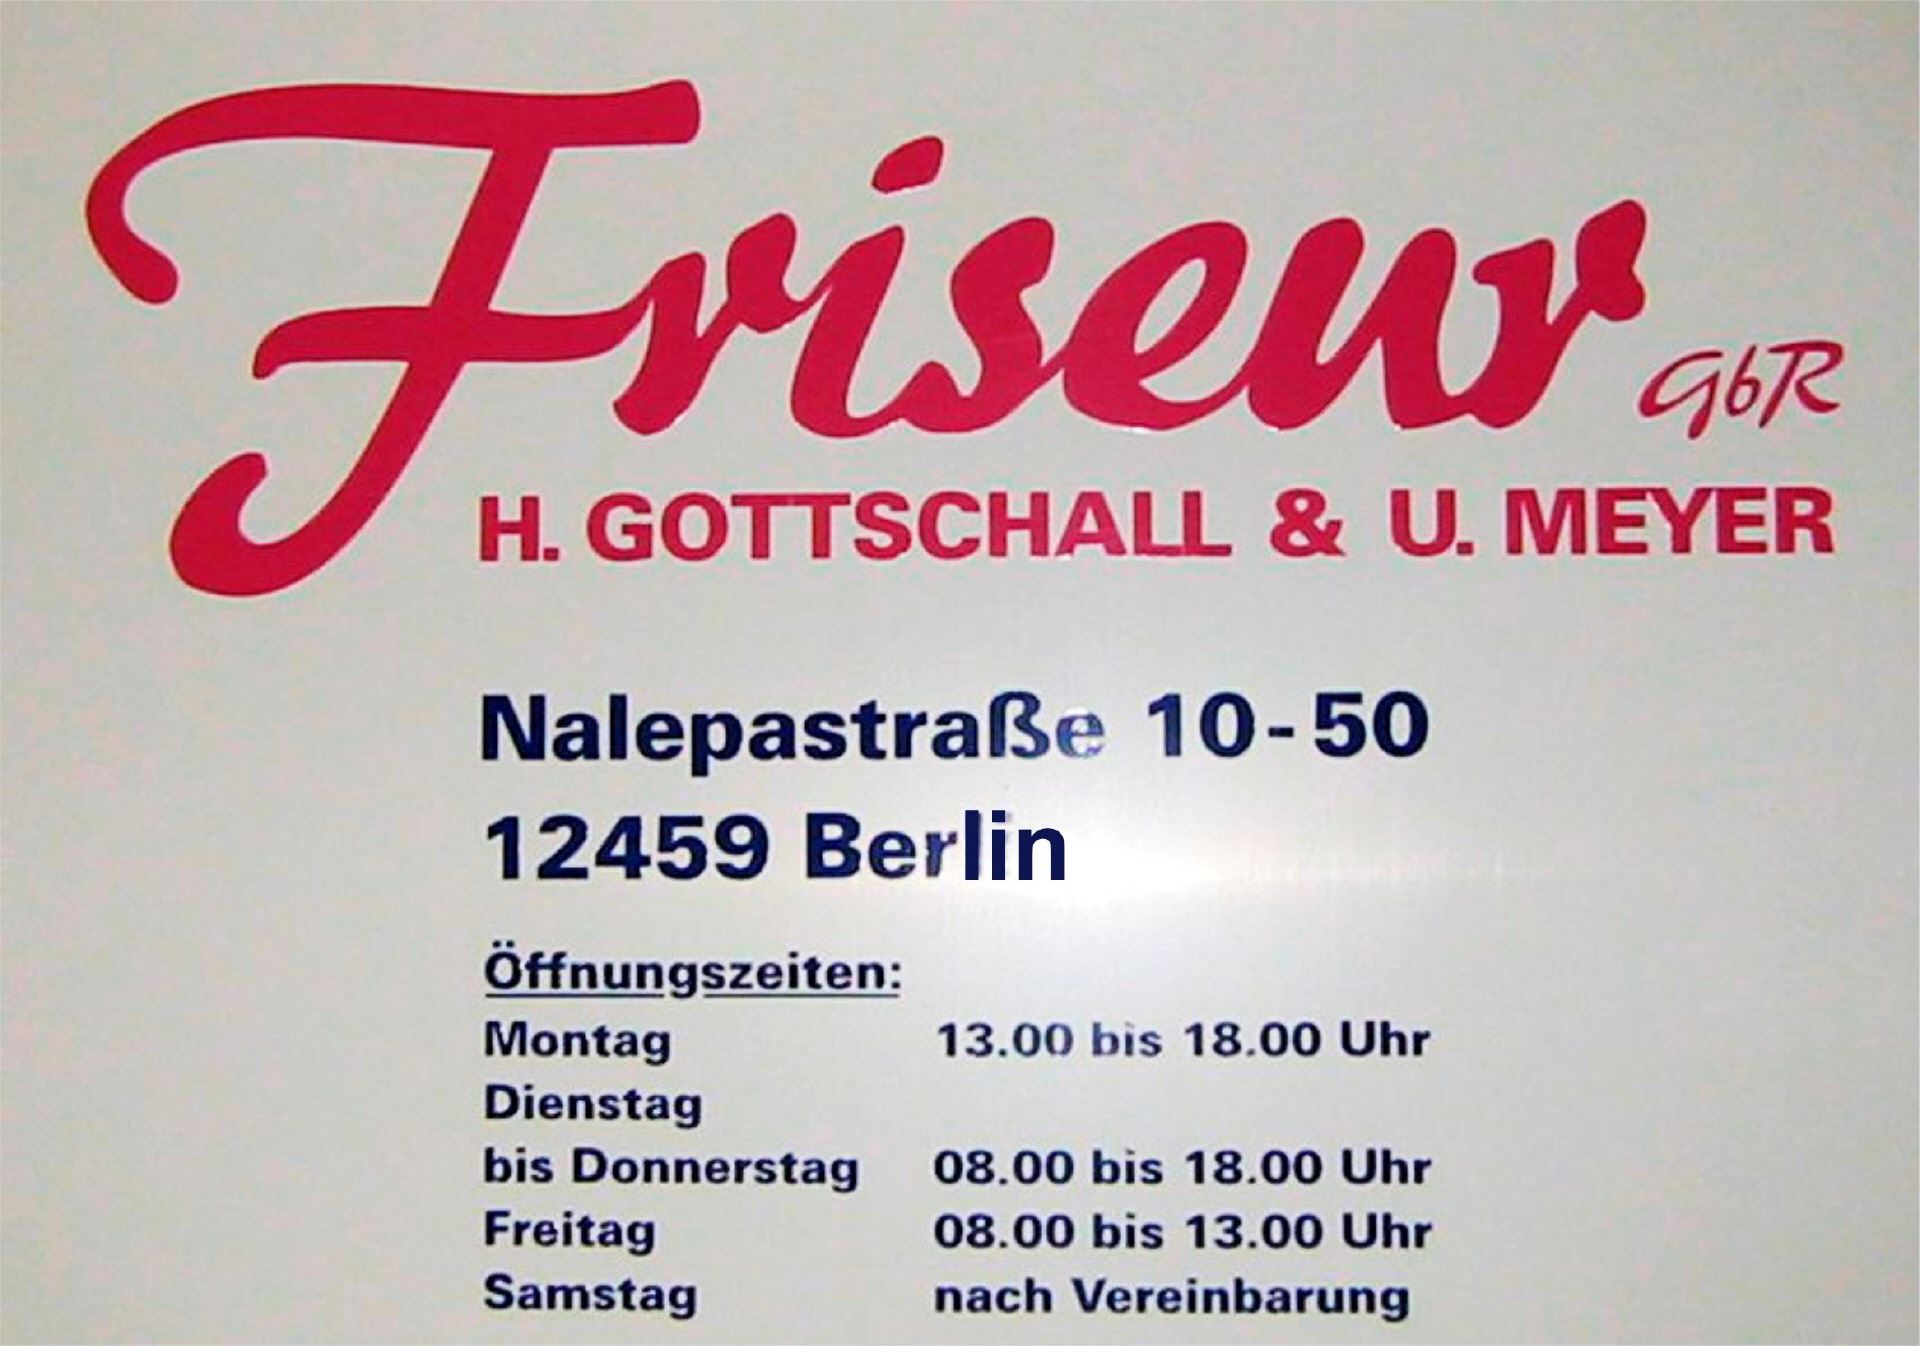 Friseur GbR
H. GOTTSCHALL & U. MEYER
Nalepastraße 10-50
12459 Berlin
Öffnungszeiten:
Montag 13.00 bis 18.00 Uhr
Dienstag
bis Donnerstag 08.00 bis 18.00 Uhr
Freitag 08.00 bis 13.00 Uhr
Samstag nach Vereinbarung